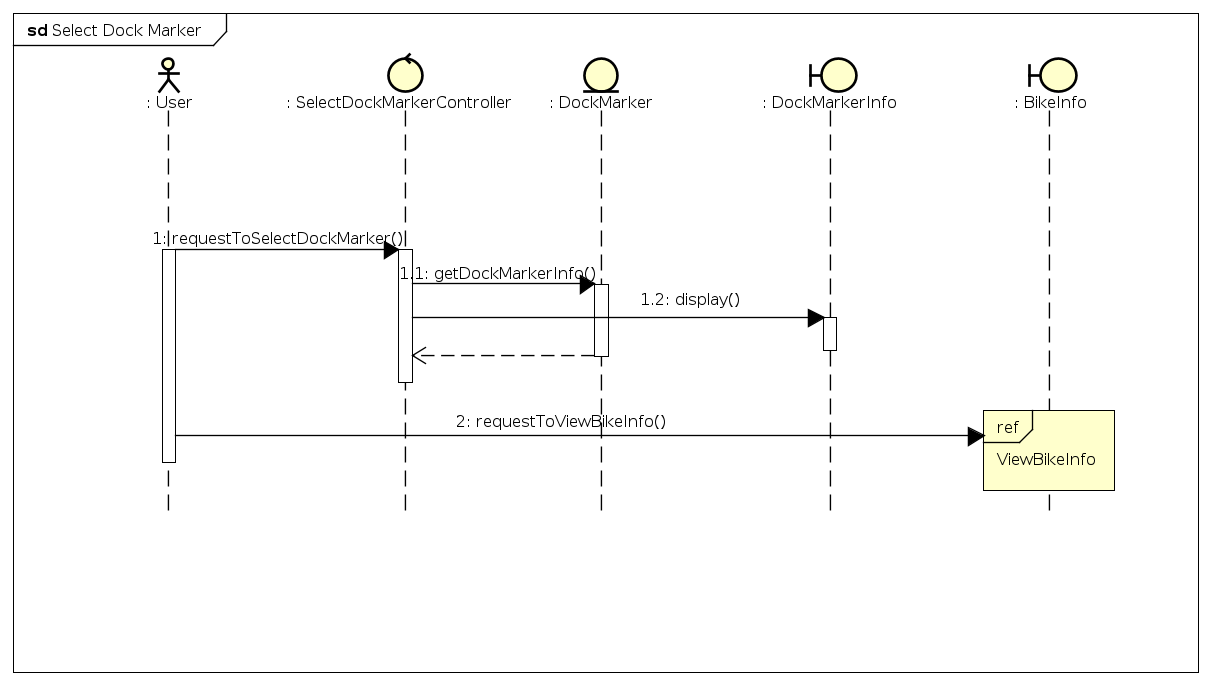 sd Select Dock Marker
: User
: SelectDockMarkerController
: DockMarker
: DockMarkerInfo
: BikeInfo
1: requestToSelectDockMarker()
1.1: getDockMarkerInfo()
1.2: display()
2: requestToViewBikeInfo()
ref
ViewBikeInfo